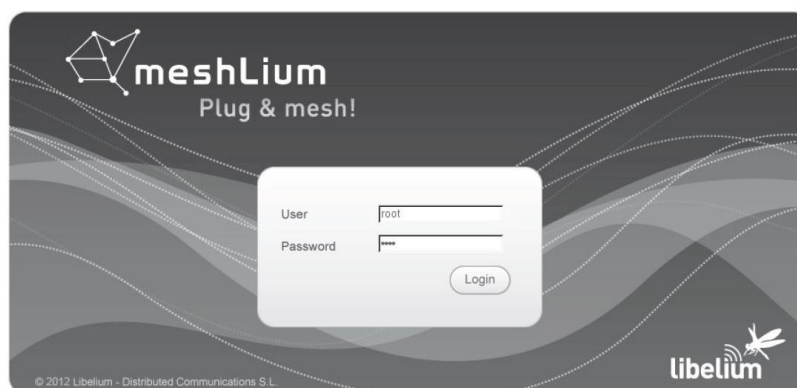 meshLium
Plug & mesh!
User root
Password ••••
Login
libelium
© 2012 Libelium - Distributed Communications S.L.